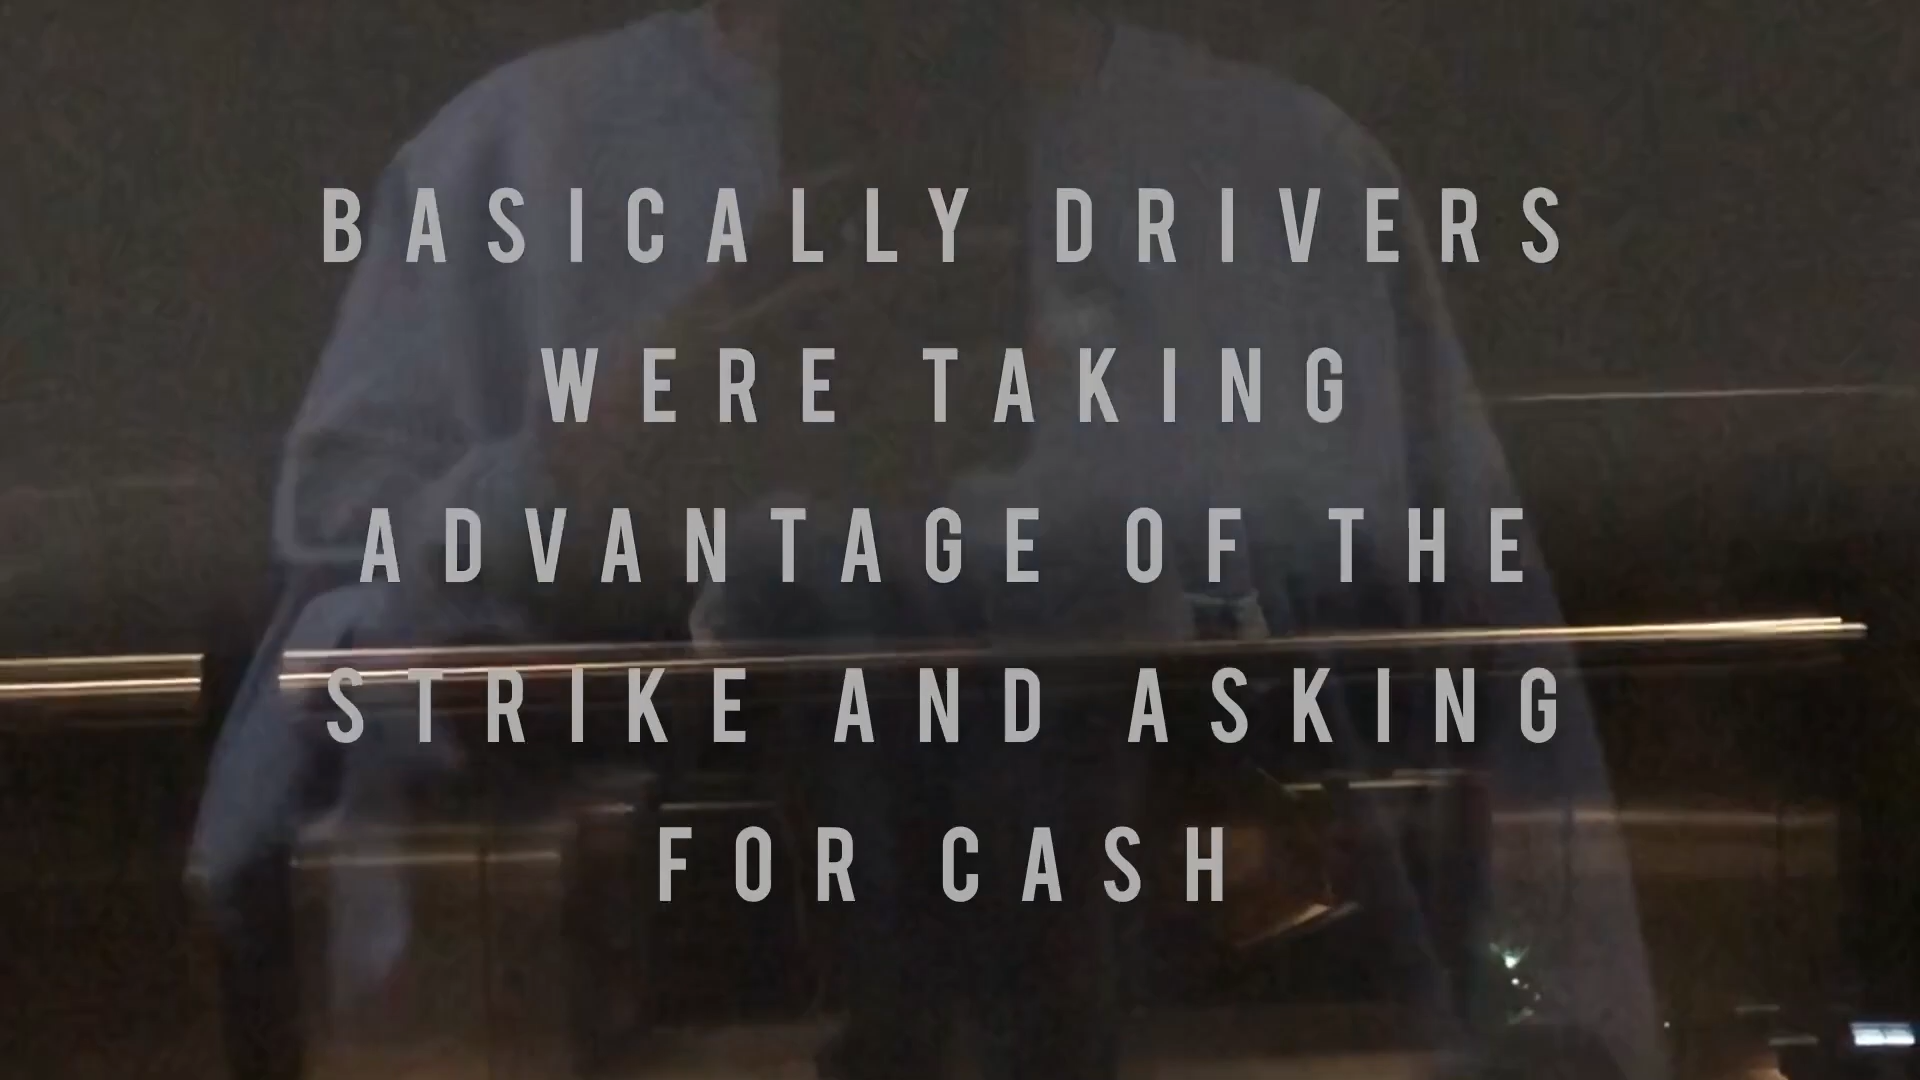 BASICALLY DRIVERS
WERE TAKING
ADVANTAGE OF THE
STRIKE AND ASKING
FOR CASH